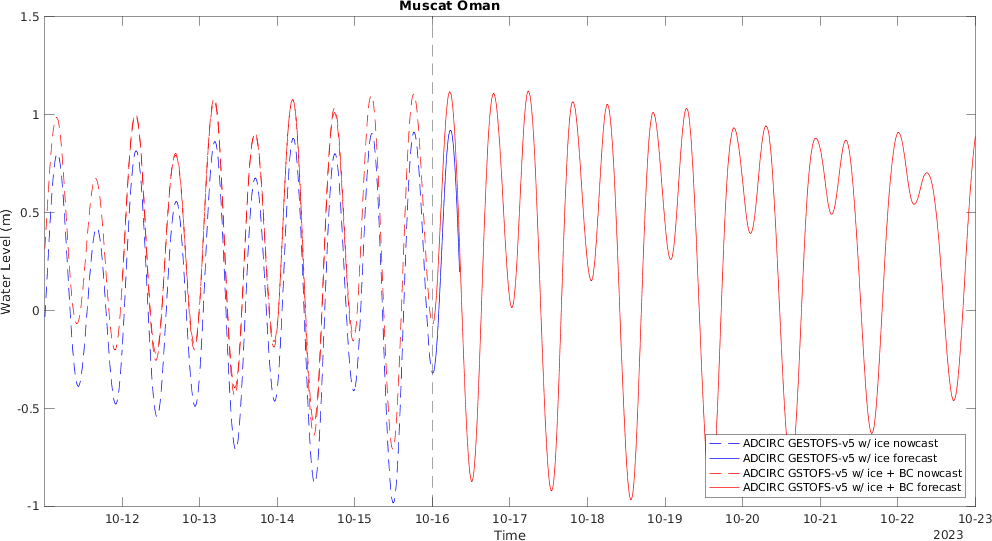 Muscat Oman
1.5
1
0.5
0
-0.5
-1
Water Level (m)
10-12 10-13 10-14 10-15 10-16 10-17 10-18 10-19 10-20 10-21 10-22 10-23
Time
2023
ADCIRC GESTOFS-v5 w/ ice nowcast
ADCIRC GESTOFS-v5 w/ ice forecast
ADCIRC GSTOFS-v5 w/ ice + BC nowcast
ADCIRC GSTOFS-v5 w/ ice + BC forecast